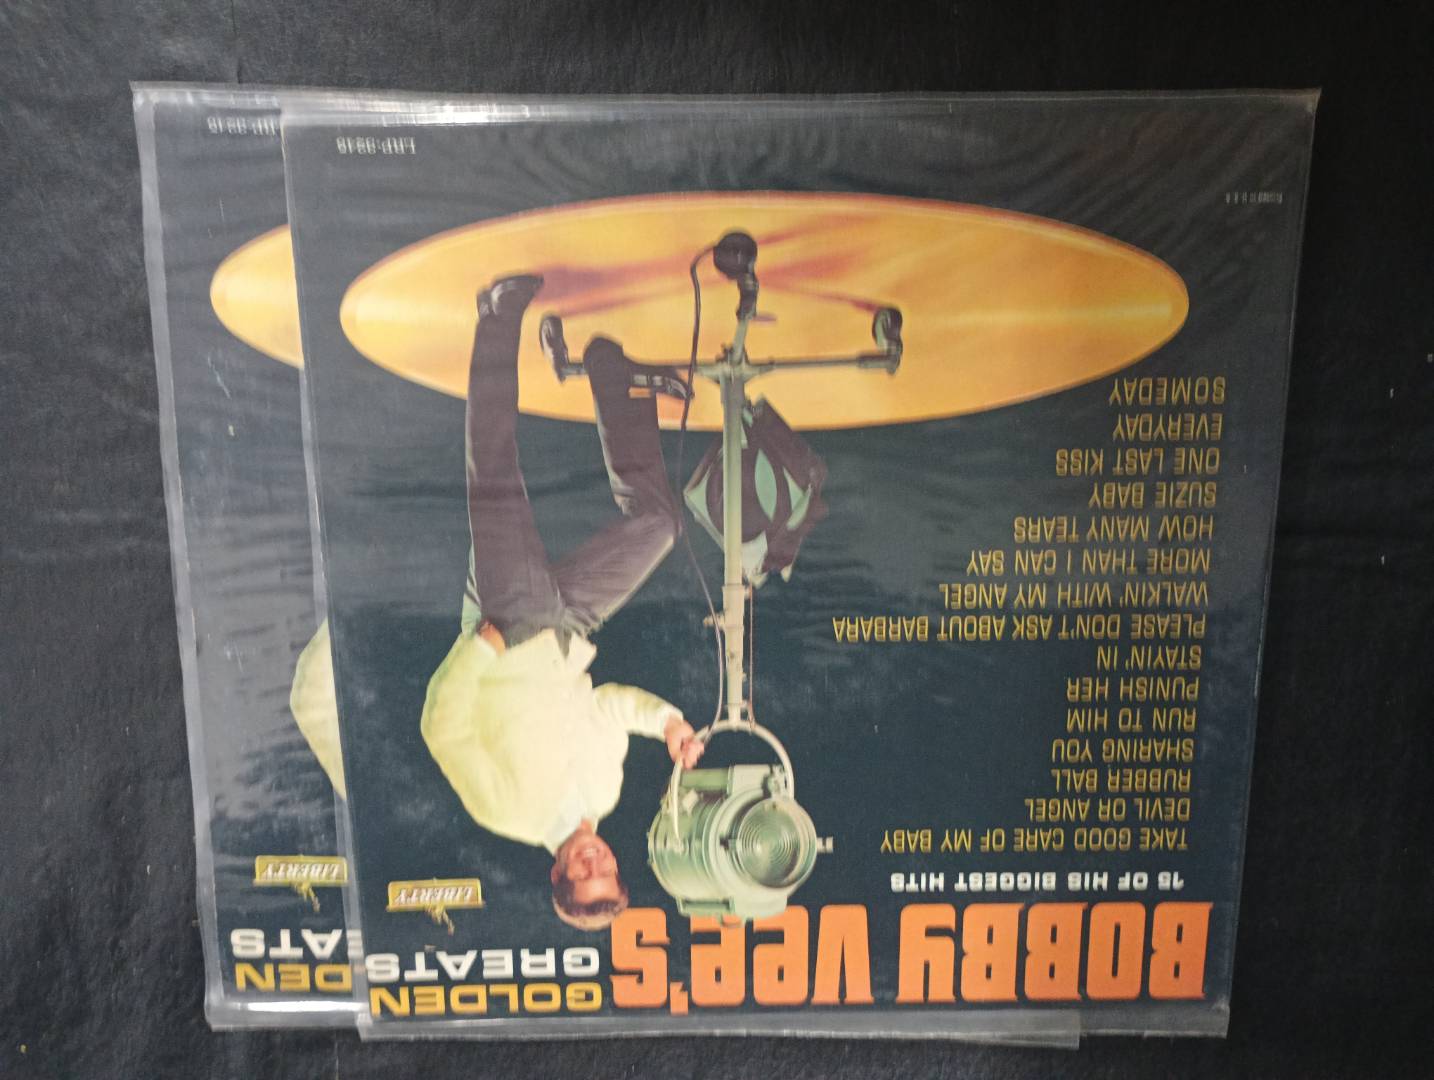 BOBBY Vee'S
GOLDEN
GREATS
15 OF HIS BIGGEST HITS
LIBERTY
TAKE GOOD CARE OF MY BABY
DEVIL OR ANGEL
RUBBER BALL
SHARING YOU
RUN TO HIM
PUNISH HER
STAYIN' IN
PLEASE DON'T ASK ABOUT BARBARA
WALKIN' WITH MY ANGEL
MORE THAN I CAN SAY
HOW MANY TEARS
SUZIE BABY
ONE LAST KISS
EVERYDAY
SOMEDAY
LRP-3245
LDEN
EATS
LIBERTY
LRP-3245